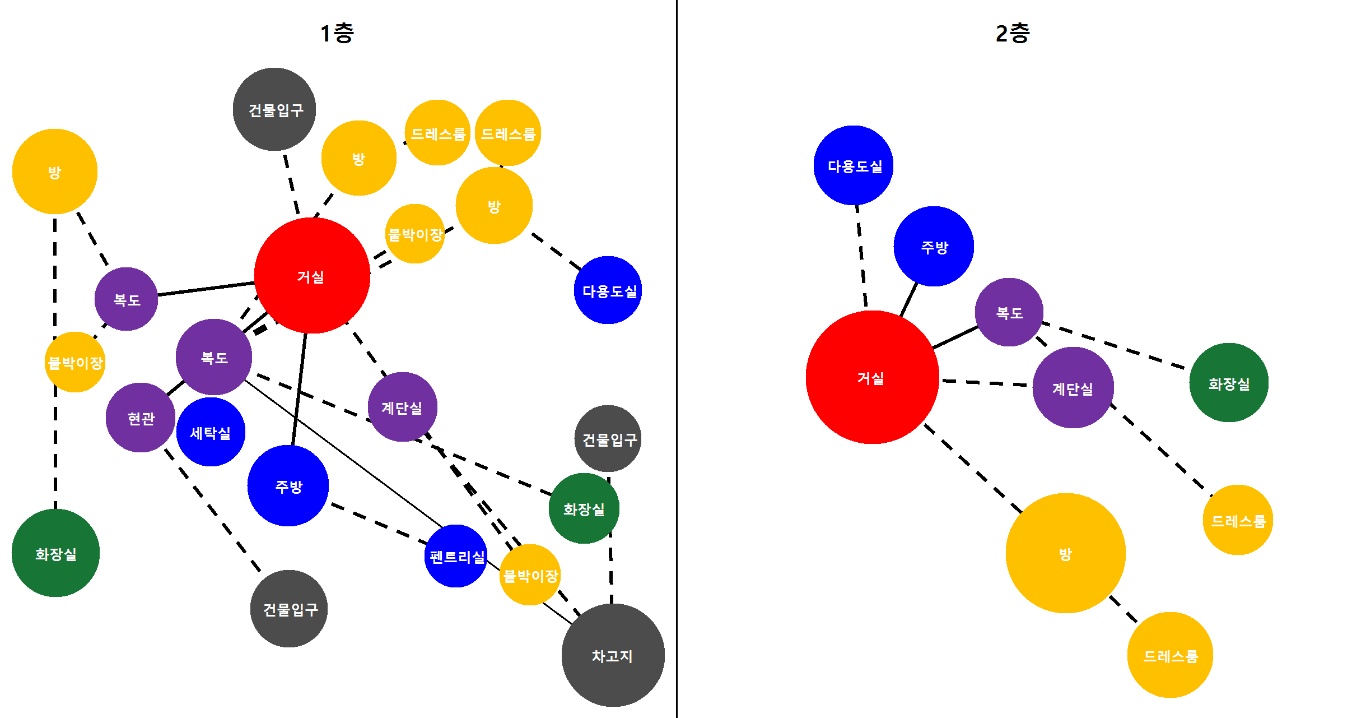 1층
건물입구
방
드레스룸
드레스룸
방
방
붙박이장
거실
다용도실
복도
복도
붙박이장
계단실
현관
세탁실
건물입구
주방
화장실
화장실
펜트리실
붙박이장
건물입구
차고지
2층
다용도실
주방
복도
거실
계단실
화장실
드레스룸
방
드레스룸